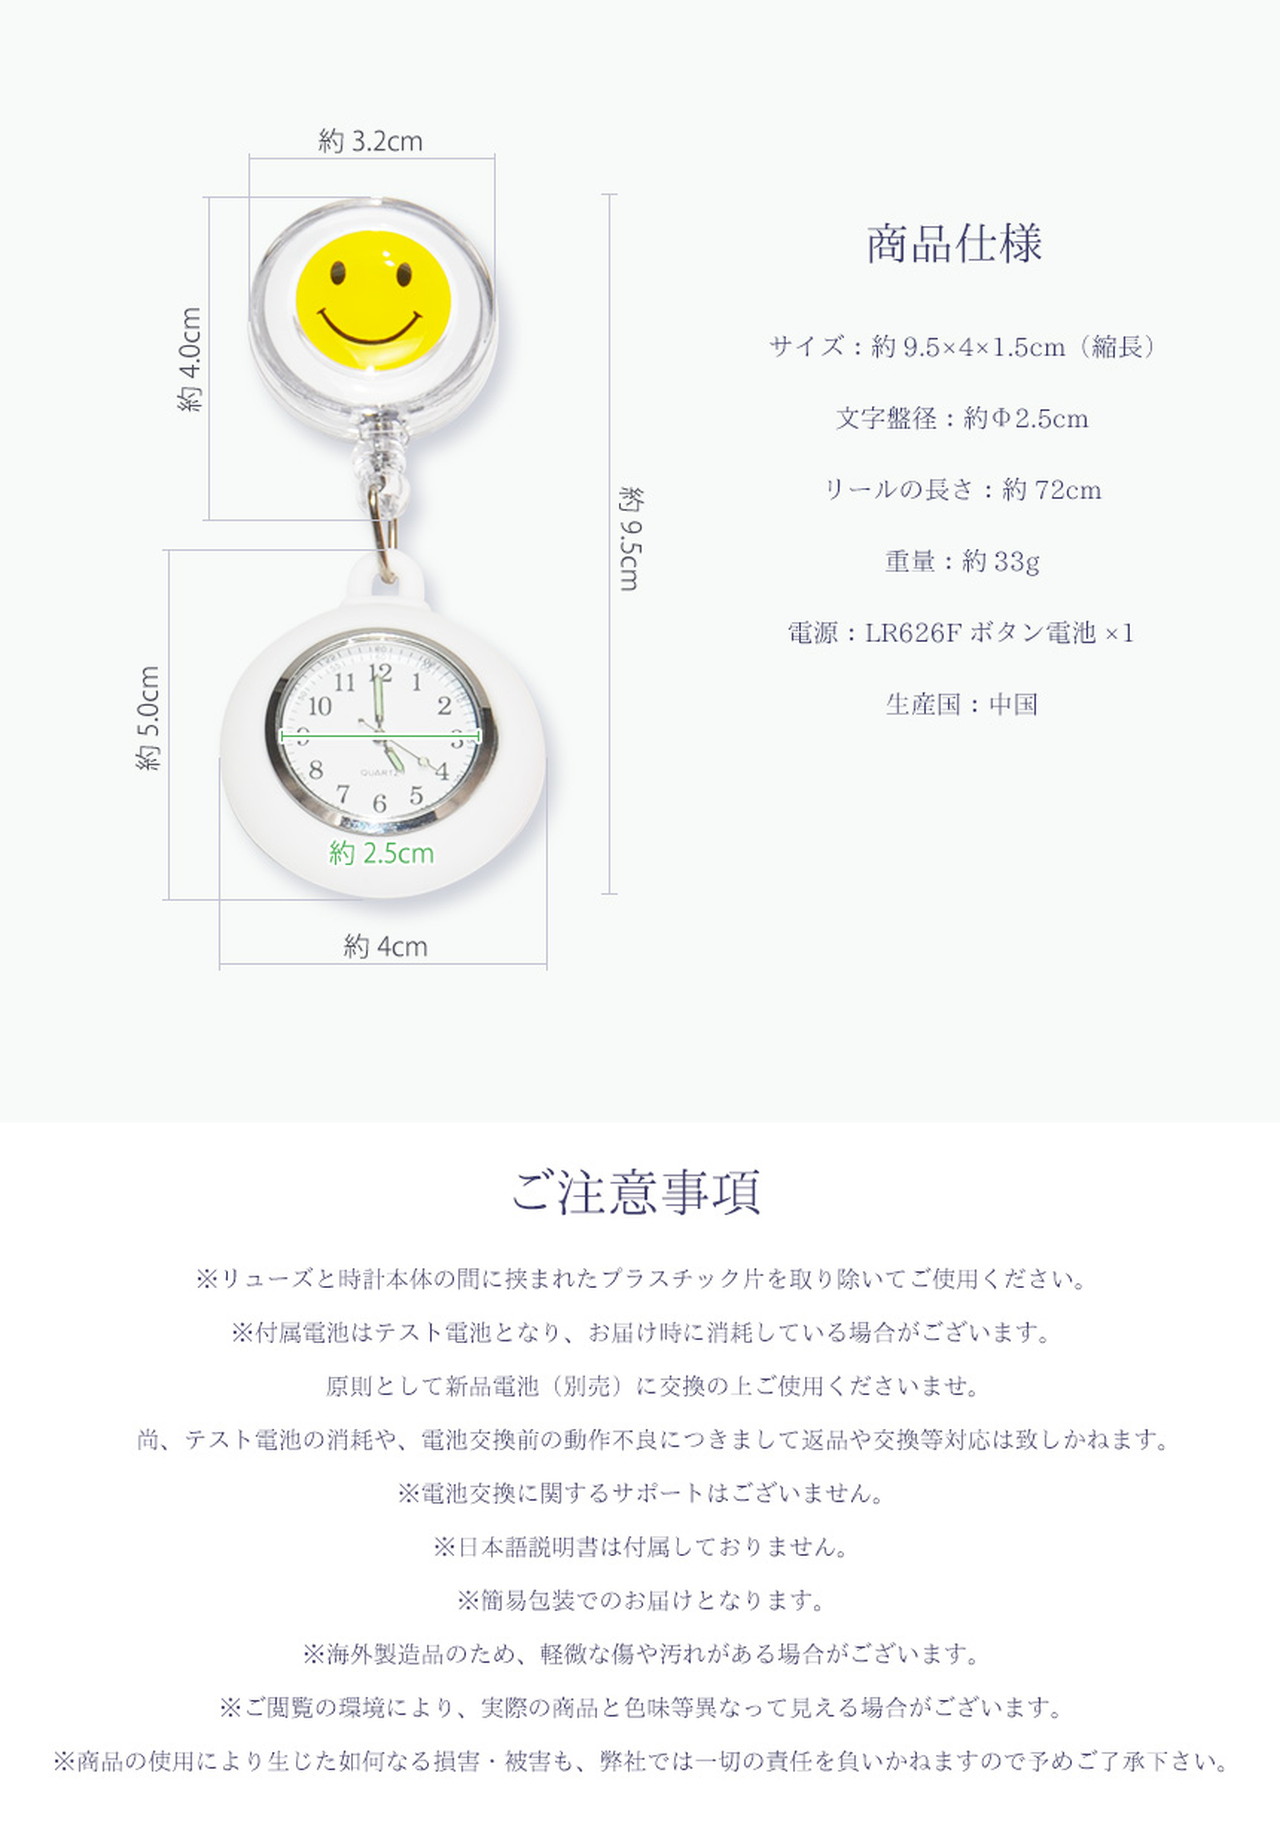 約 3.2cm
約 4.0cm
約 9.5cm
約 5.0cm
12
1
2
3
4
5
6
7
8
9
10
11
QUARTZ
約 2.5cm
約 4cm
商品仕様
サイズ：約 9.5×4×1.5cm（縮長）
文字盤径：約Φ2.5cm
リールの長さ：約 72cm
重量：約 33g
電源：LR626F ボタン電池 ×1
生産国：中国
ご注意事項
※リューズと時計本体の間に挟まれたプラスチック片を取り除いてご使用ください。
※付属電池はテスト電池となり、お届け時に消耗している場合がございます。
原則として新品電池（別売）に交換の上ご使用くださいませ。
尚、テスト電池の消耗や、電池交換前の動作不良につきまして返品や交換等対応は致しかねます。
※電池交換に関するサポートはございません。
※日本語説明書は付属しておりません。
※簡易包装でのお届けとなります。
※海外製造品のため、軽微な傷や汚れがある場合がございます。
※ご閲覧の環境により、実際の商品と色味等異なって見える場合がございます。
※商品の使用により生じた如何なる損害・被害も、弊社では一切の責任を負いかねますので予めご了承下さい。